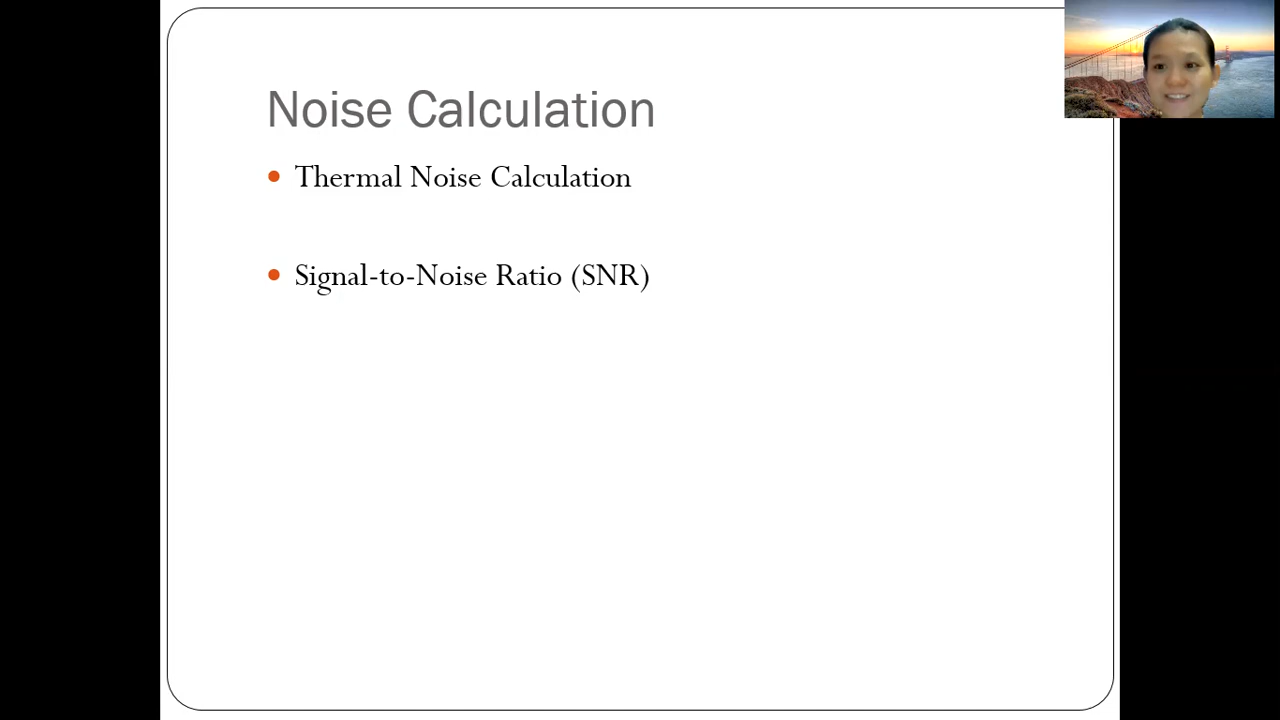 Noise Calculation
• Thermal Noise Calculation
• Signal-to-Noise Ratio (SNR)